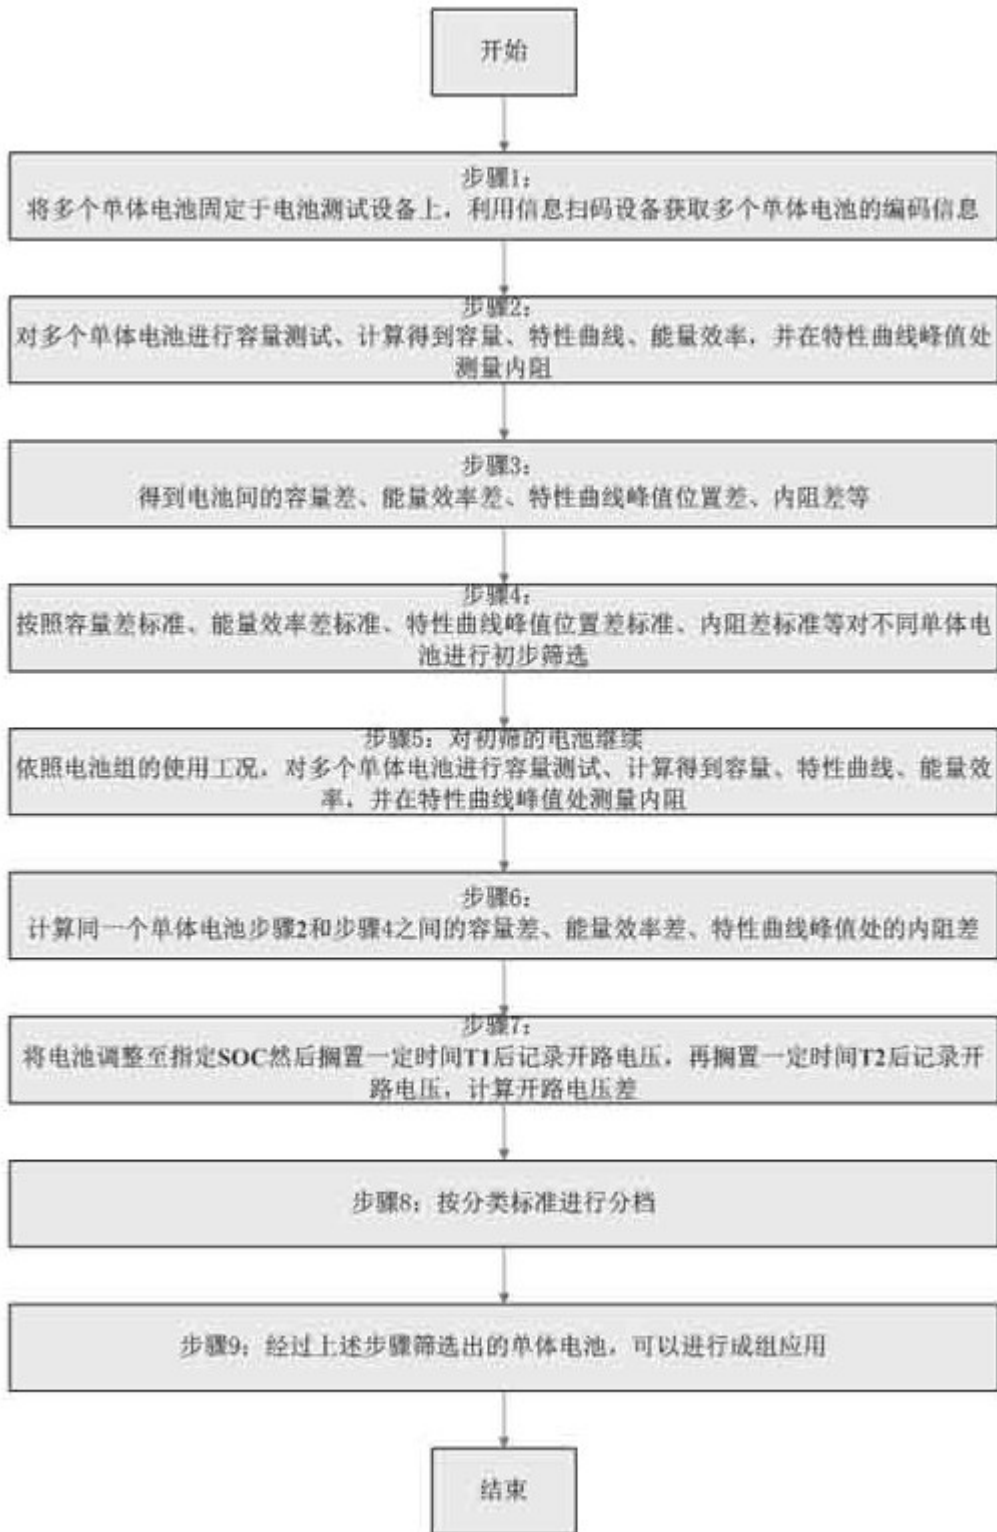 开始
步骤1：
将多个单体电池固定于电池测试设备上，利用信息扫码设备获取多个单体电池的编码信息
步骤2：
对多个单体电池进行容量测试、计算得到容量、特性曲线、能量效率，并在特性曲线峰值处
测量内阻
步骤3：
得到电池间的容量差、能量效率差、特性曲线峰值位置差、内阻差等
步骤4：
按照容量差标准、能量效率差标准、特性曲线峰值位置差标准、内阻差标准等对不同单体电
池进行初步筛选
步骤5：对初筛的电池继续
依照电池组的使用工况，对多个单体电池进行容量测试、计算得到容量、特性曲线、能量效
率，并在特性曲线峰值处测量内阻
步骤6：
计算同一个单体电池步骤2和步骤4之间的容量差、能量效率差、特性曲线峰值处的内阻差
步骤7：
将电池调整至指定SOC然后搁置一定时间T1后记录开路电压，再搁置一定时间T2后记录开
路电压，计算开路电压差
步骤8：按分类标准进行分档
步骤9：经过上述步骤筛选出的单体电池，可以进行成组应用
结束